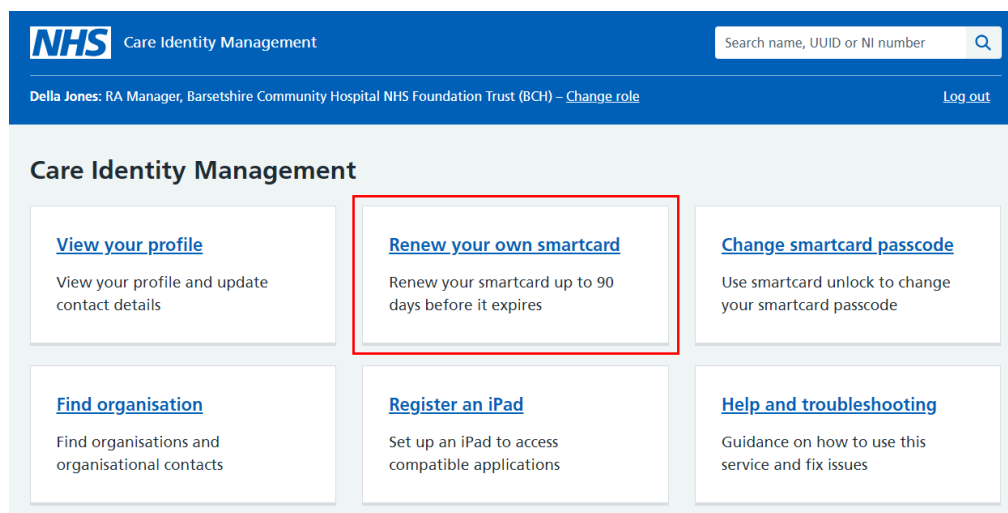 NHS Care Identity Management
Search name, UUID or NI number
Della Jones: RA Manager, Barsetshire Community Hospital NHS Foundation Trust (BCH) – Change role
Log out
Care Identity Management
View your profile
View your profile and update
contact details
Renew your own smartcard
Renew your smartcard up to 90
days before it expires
Change smartcard passcode
Use smartcard unlock to change
your smartcard passcode
Find organisation
Find organisations and
organisational contacts
Register an iPad
Set up an iPad to access
compatible applications
Help and troubleshooting
Guidance on how to use this
service and fix issues